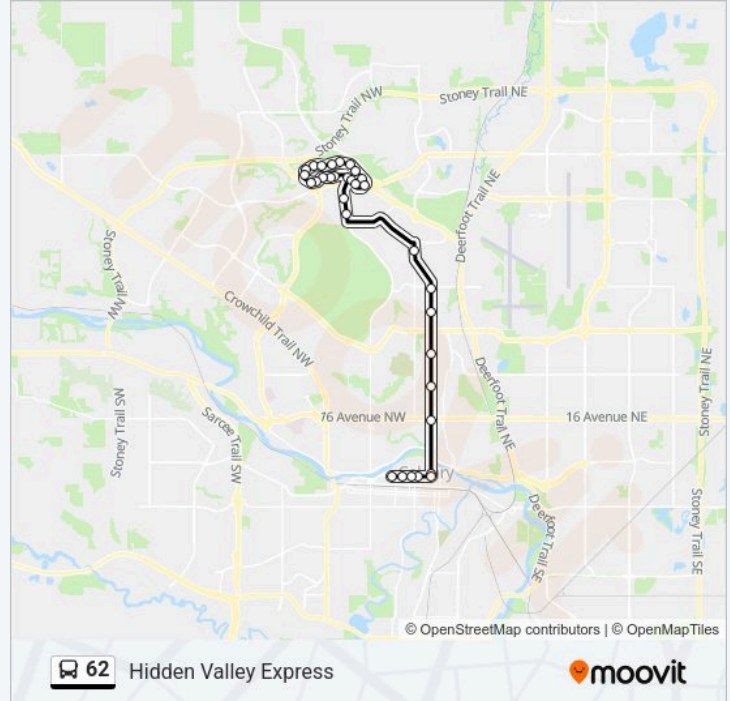 Stoney Trail NW
Stoney Trail NE
Deerfoot Trail NE
Stoney Trail NW
Crowchild Trail NW
Deerfoot Trail NE
Stoney Trail NE
Stoney Trail SW
Sarcee Trail SW
16 Avenue NW
16 Avenue NE
Deerfoot Trail SE
Stoney Trail SE
© OpenStreetMap contributors | © OpenMapTiles
62 Hidden Valley Express
moovit